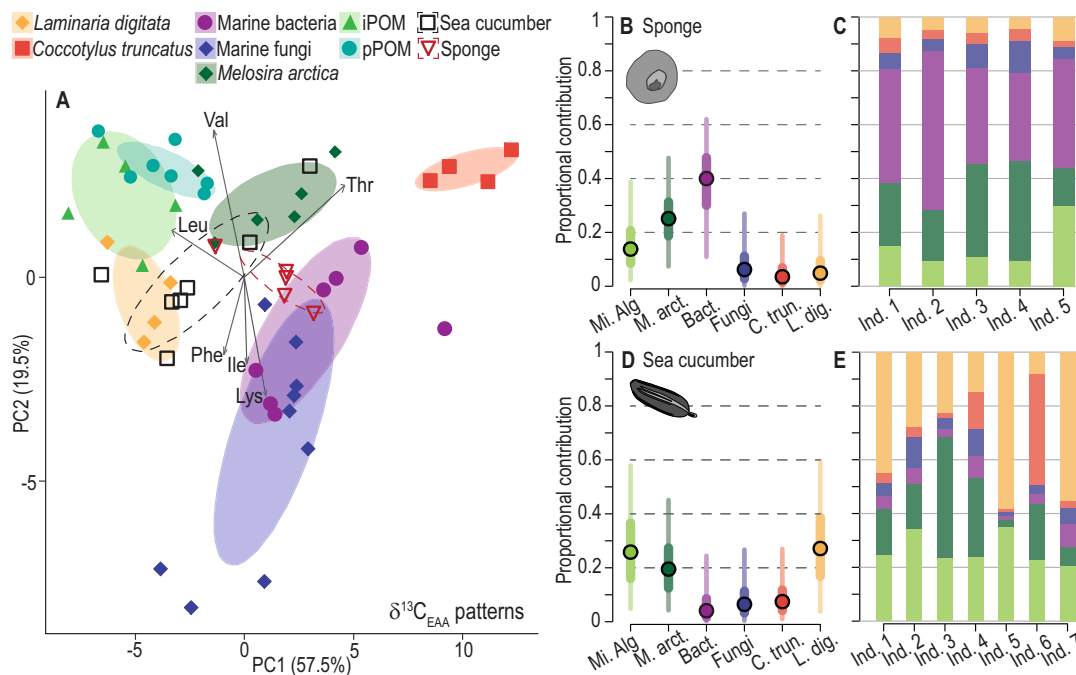 Laminaria digitata
Coccotylus truncatus
Marine bacteria
Marine fungi
Melosira arctica
iPOM
pPOM
Sea cucumber
Sponge
A
Val
Thr
Leu
Phe
Ile
Lys
0
-5
PC2 (19.5%)
-5 0 5 10
PC1 (57.5%)
δ¹³C_EAA patterns
B Sponge
Proportional contribution
1
0.8
0.6
0.4
0.2
0
Mi. Alg M. arct. Bact. Fungi C. trun. L. dig.
C
Ind. 1 Ind. 2 Ind. 3 Ind. 4 Ind. 5
D Sea cucumber
Proportional contribution
1
0.8
0.6
0.4
0.2
0
Mi. Alg M. arct. Bact. Fungi C. trun. L. dig.
E
Ind. 1 Ind. 2 Ind. 3 Ind. 4 Ind. 5 Ind. 6 Ind. 7